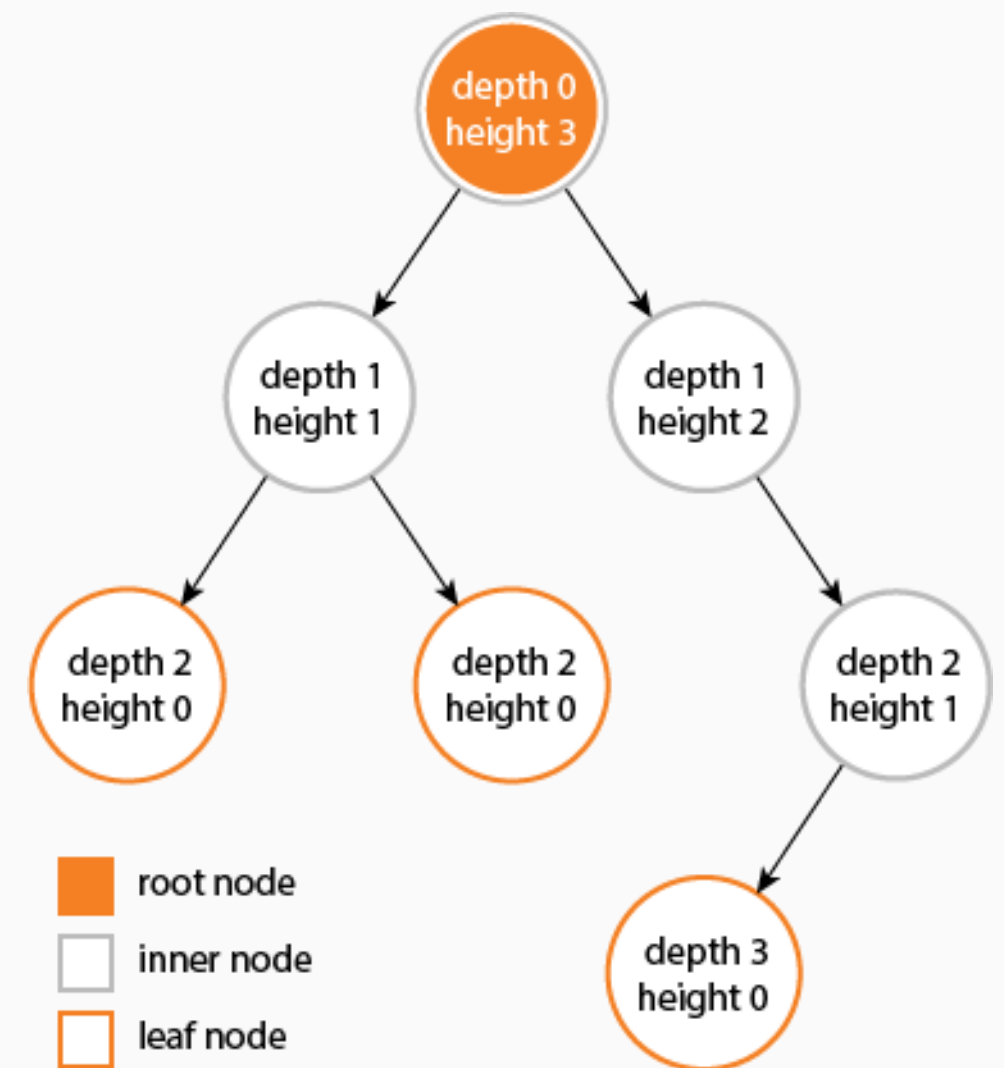 depth 0
height 3
depth 1
height 1
depth 1
height 2
depth 2
height 0
depth 2
height 0
depth 2
height 1
depth 3
height 0
root node
inner node
leaf node